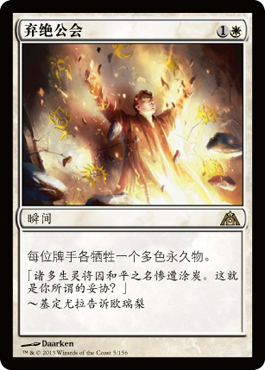 弃绝公会 1
瞬间
每位牌手各牺牲一个多色永久物。
「诸多生灵将因和平之名惨遭涂炭。这就
是你所谓的妥协？」
～基定尤拉告诉欧瑞梨
Daarken
™ & © 2013 Wizards of the Coast 5/156